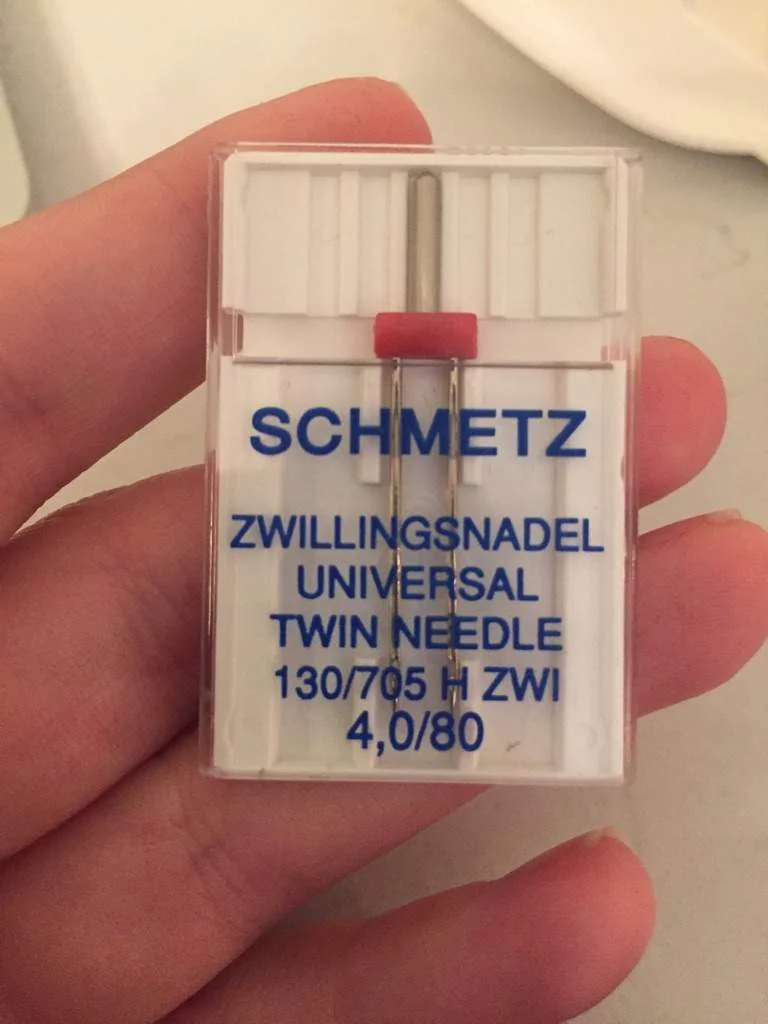 SCHMETZ
ZWILLINGSNADEL
UNIVERSAL
TWIN NEEDLE
130/705 H ZWI
4,0/80